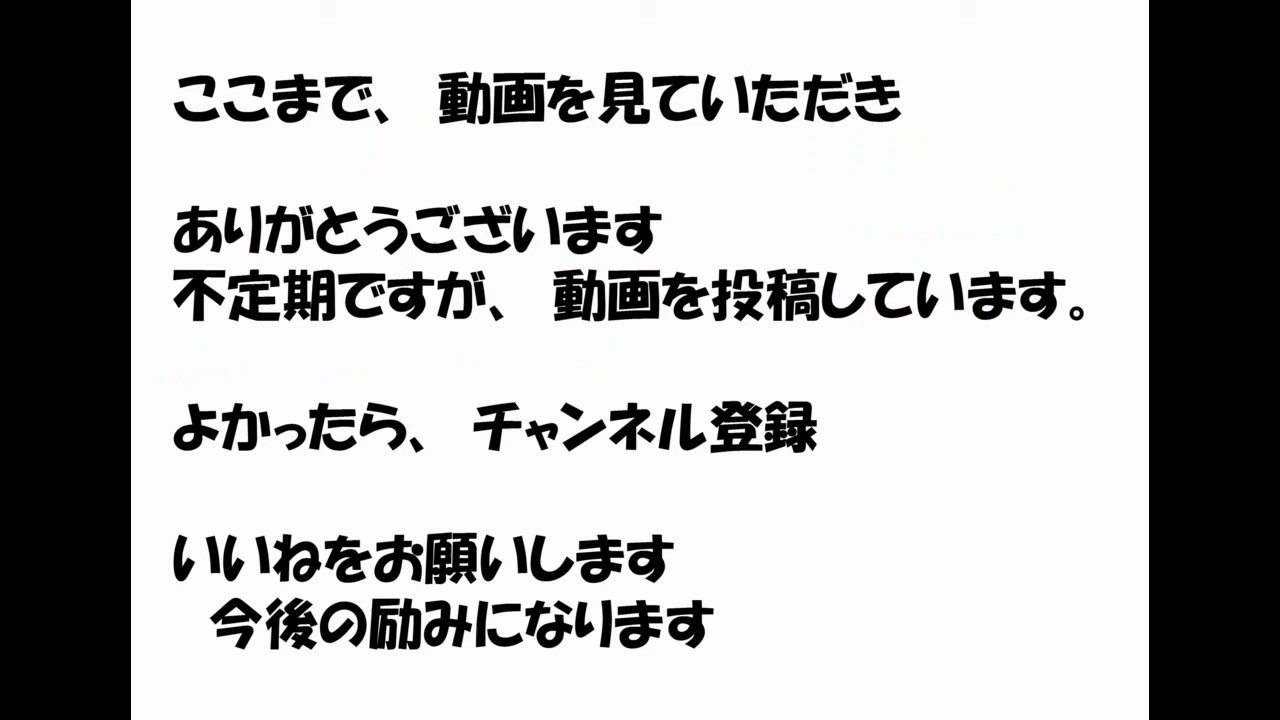 ここまで、動画を見ていただき
ありがとうございます
不定期ですが、動画を投稿しています。
よかったら、チャンネル登録
いいねをお願いします
今後の励みになります